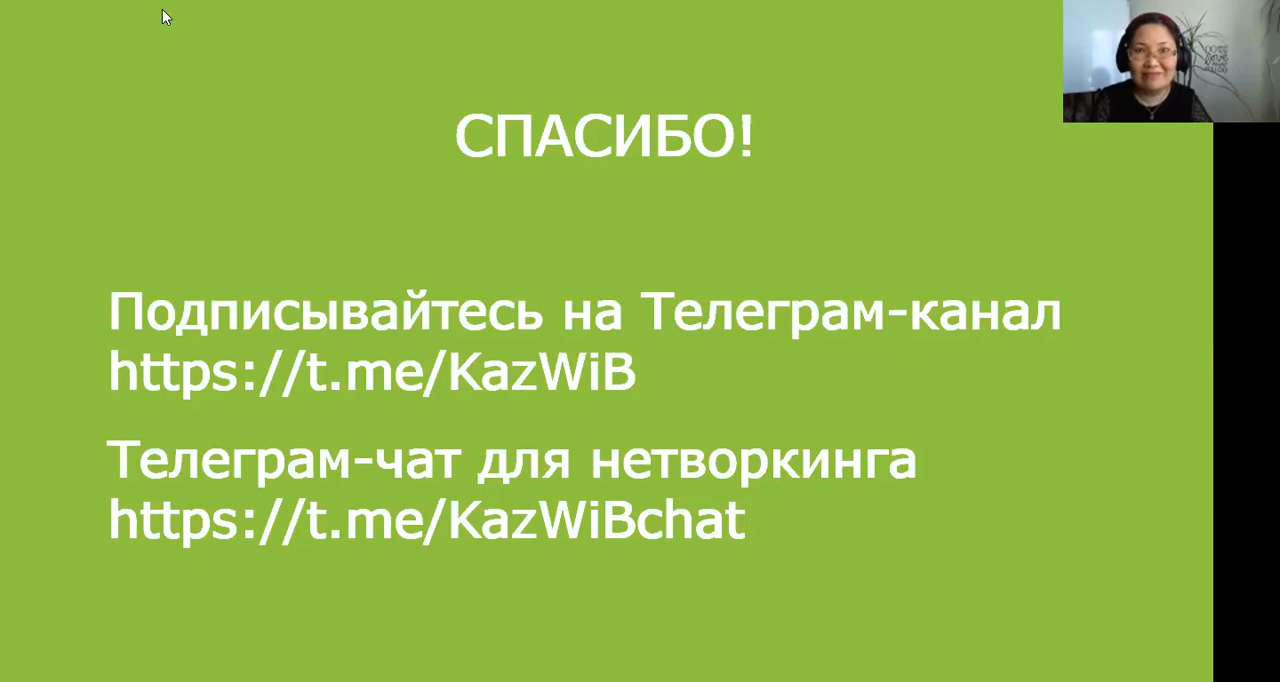 СПАСИБО!
Подписывайтесь на Телеграм-канал
https://t.me/KazWiB
Телеграм-чат для нетворкинга
https://t.me/KazWiBchat